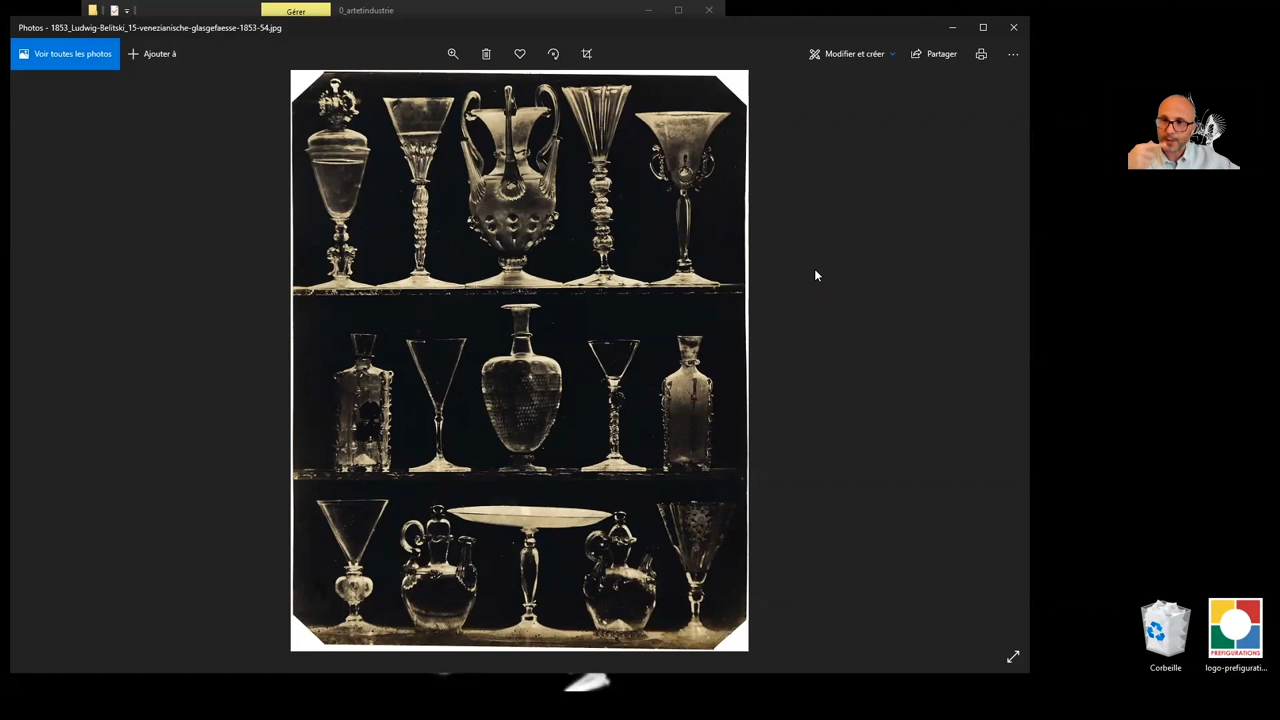 Gérer
0_artetindustrie
Photos - 1853_Ludwig-Belitski_15-venezianische-glasgefaesse-1853-54.jpg
Voir toutes les photos
Ajouter à
Modifier et créer
Partager
PREFIGURATIONS
Corbeille
logo-prefigurati...